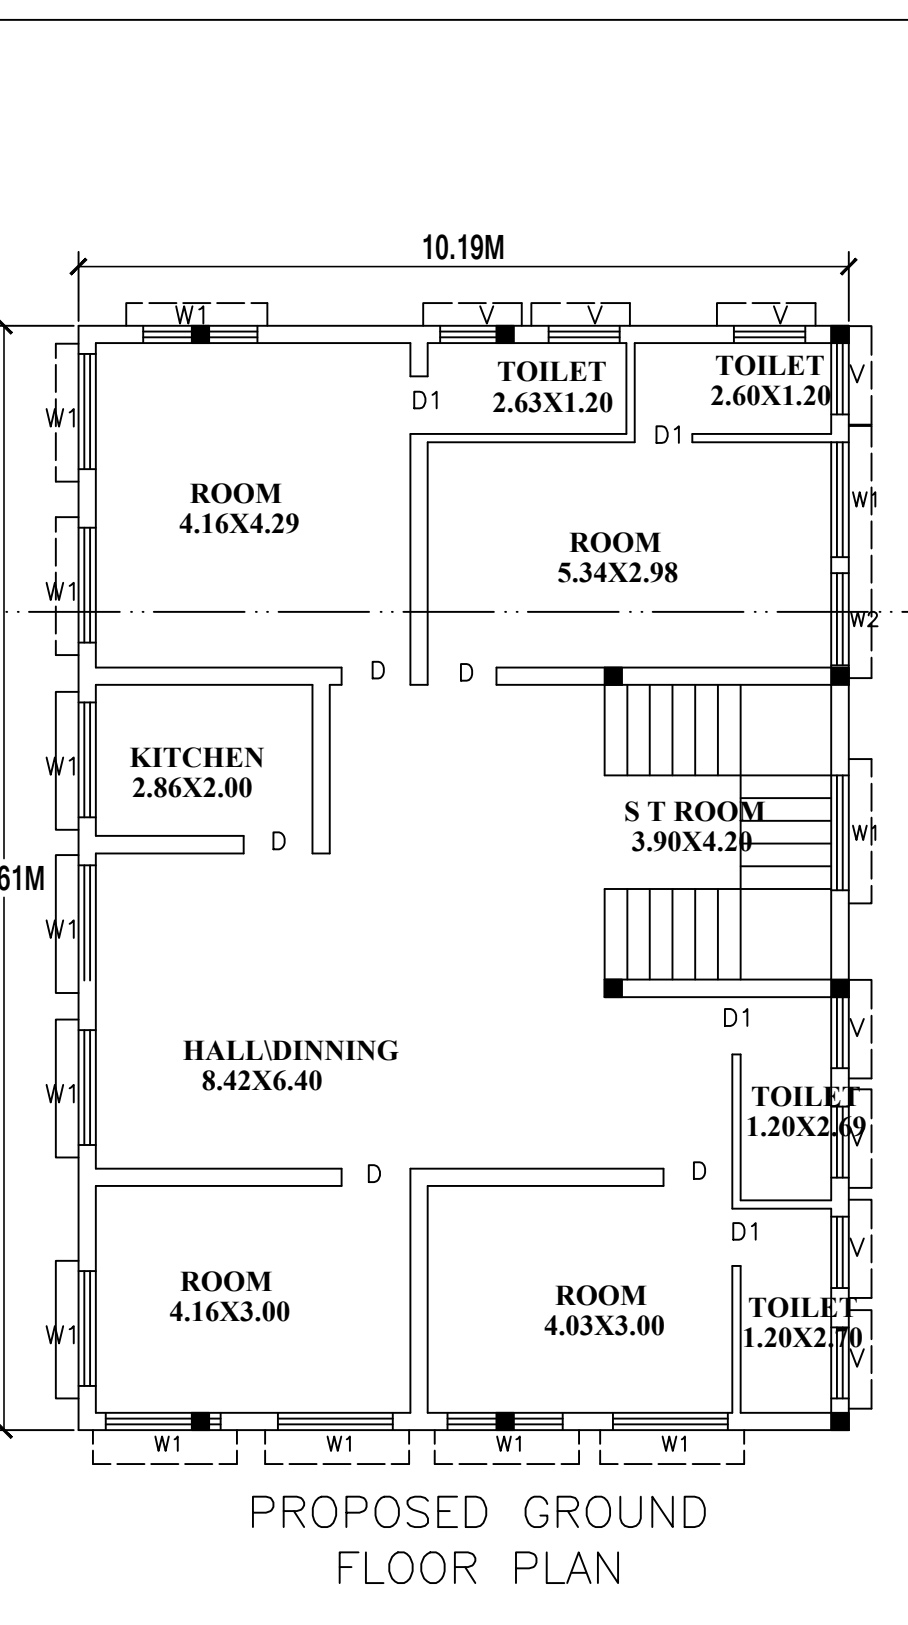 10.19M
W1
V
V
V
TOILET
2.63X1.20
TOILET
2.60X1.20
V
W1
D1
D1
ROOM
4.16X4.29
W1
ROOM
5.34X2.98
W1
W2
D
D
KITCHEN
2.86X2.00
W1
S T ROOM
3.90X4.20
W1
D
61M
W1
D1
V
HALL\DINNING
8.42X6.40
W1
TOILET
1.20X2.69
V
D
D
D1
V
ROOM
4.16X3.00
ROOM
4.03X3.00
TOILET
1.20X2.70
W1
V
W1
W1
W1
W1
PROPOSED GROUND
FLOOR PLAN